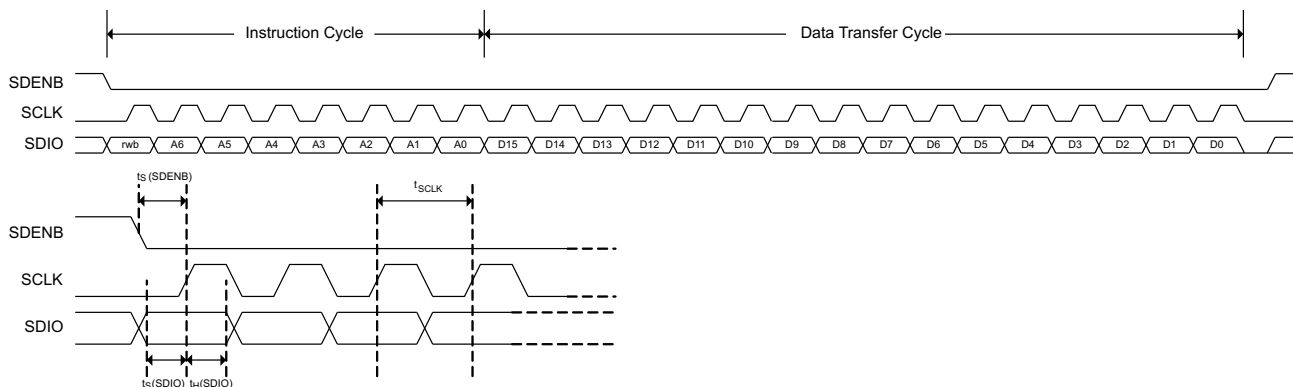 Instruction Cycle Data Transfer Cycle
SDENB
SCLK
SDIO rwb A6 A5 A4 A3 A2 A1 A0 D15 D14 D13 D12 D11 D10 D9 D8 D7 D6 D5 D4 D3 D2 D1 D0
tS(SDENB) tSCLK
SDENB
SCLK
SDIO
tS(SDIO) tH(SDIO)